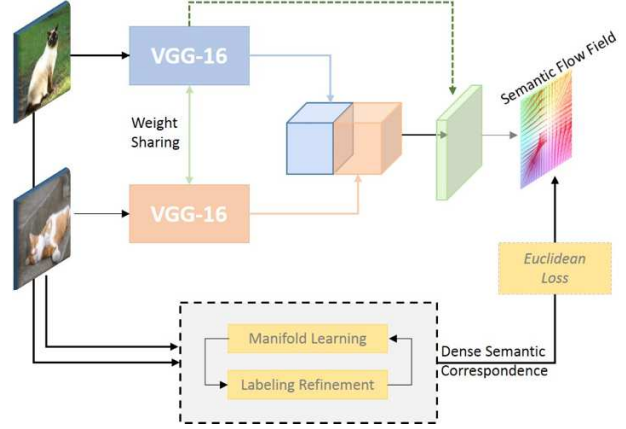 VGG-16
Semantic Flow Field
Weight
Sharing
VGG-16
Euclidean
Loss
Manifold Learning
Labeling Refinement
Dense Semantic
Correspondence